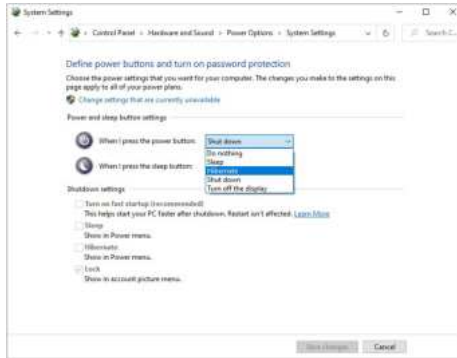 System Settings
Control Panel > Hardware and Sound > Power Options > System Settings
Search
Define power buttons and turn on password protection
Choose the power settings that you want for your computer. The changes you make to the settings on this
page apply to all of your power plans.
Change settings that are currently unavailable
Power and sleep button settings
When I press the power button: Shut down
Do nothing
Sleep
Hibernate
When I press the sleep button:
Shut down
Turn off the display
Shutdown settings
Turn on fast startup (recommended)
This helps start your PC faster after shutdown. Restart isn't affected. Learn More
Sleep
Show in Power menu.
Hibernate
Show in Power menu.
Lock
Show in account picture menu.
Save changes Cancel